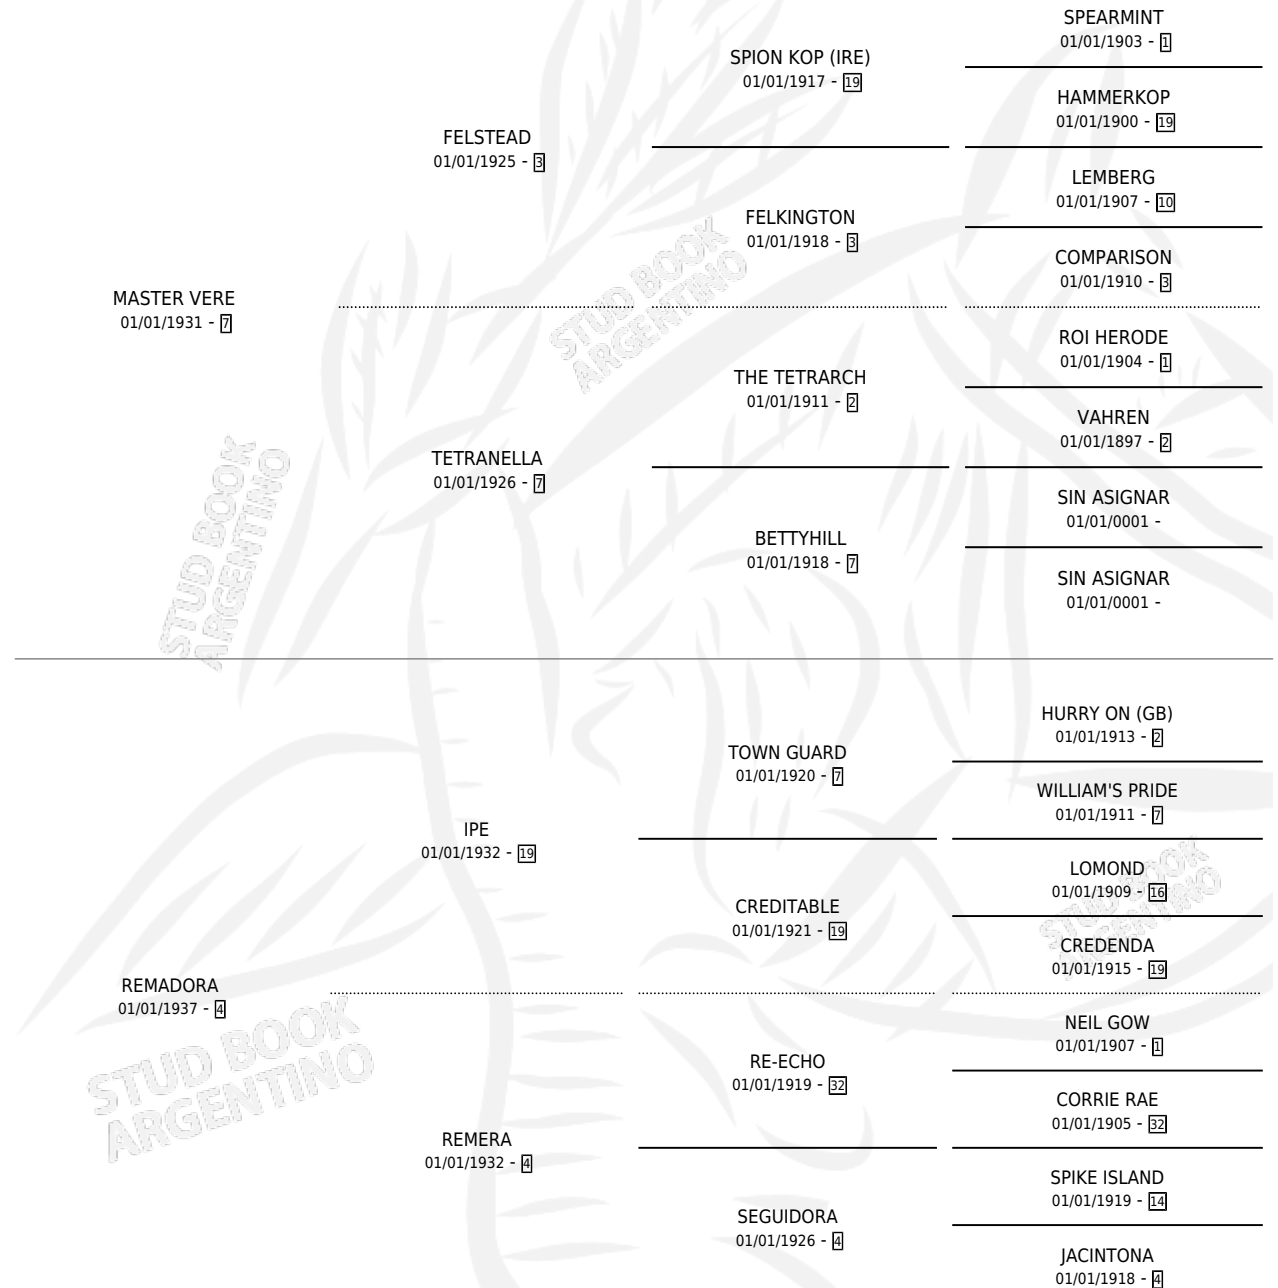 SPEARMINT
01/01/1903 - 1
SPION KOP (IRE)
01/01/1917 - 19
HAMMERKOP
01/01/1900 - 19
FELSTEAD
01/01/1925 - 3
LEMBERG
01/01/1907 - 10
FELKINGTON
01/01/1918 - 3
COMPARISON
01/01/1910 - 3
MASTER VERE
01/01/1931 - 7
ROI HERODE
01/01/1904 - 1
THE TETRARCH
01/01/1911 - 2
VAHREN
01/01/1897 - 2
TETRANELLA
01/01/1926 - 7
SIN ASIGNAR
01/01/0001 -
BETTYHILL
01/01/1918 - 7
SIN ASIGNAR
01/01/0001 -
STUD BOOK
ARGENTINO
STUD BOOK
ARGENTINO
HURRY ON (GB)
01/01/1913 - 2
TOWN GUARD
01/01/1920 - 7
WILLIAM'S PRIDE
01/01/1911 - 7
IPE
01/01/1932 - 19
LOMOND
01/01/1909 - 16
CREDITABLE
01/01/1921 - 19
CREDENDA
01/01/1915 - 19
REMADORA
01/01/1937 - 4
NEIL GOW
01/01/1907 - 1
RE-ECHO
01/01/1919 - 32
CORRIE RAE
01/01/1905 - 32
REMERA
01/01/1932 - 4
SPIKE ISLAND
01/01/1919 - 14
SEGUIDORA
01/01/1926 - 4
JACINTONA
01/01/1918 - 4
STUD BOOK
ARGENTINO
STUD BOOK
ARGENTINO